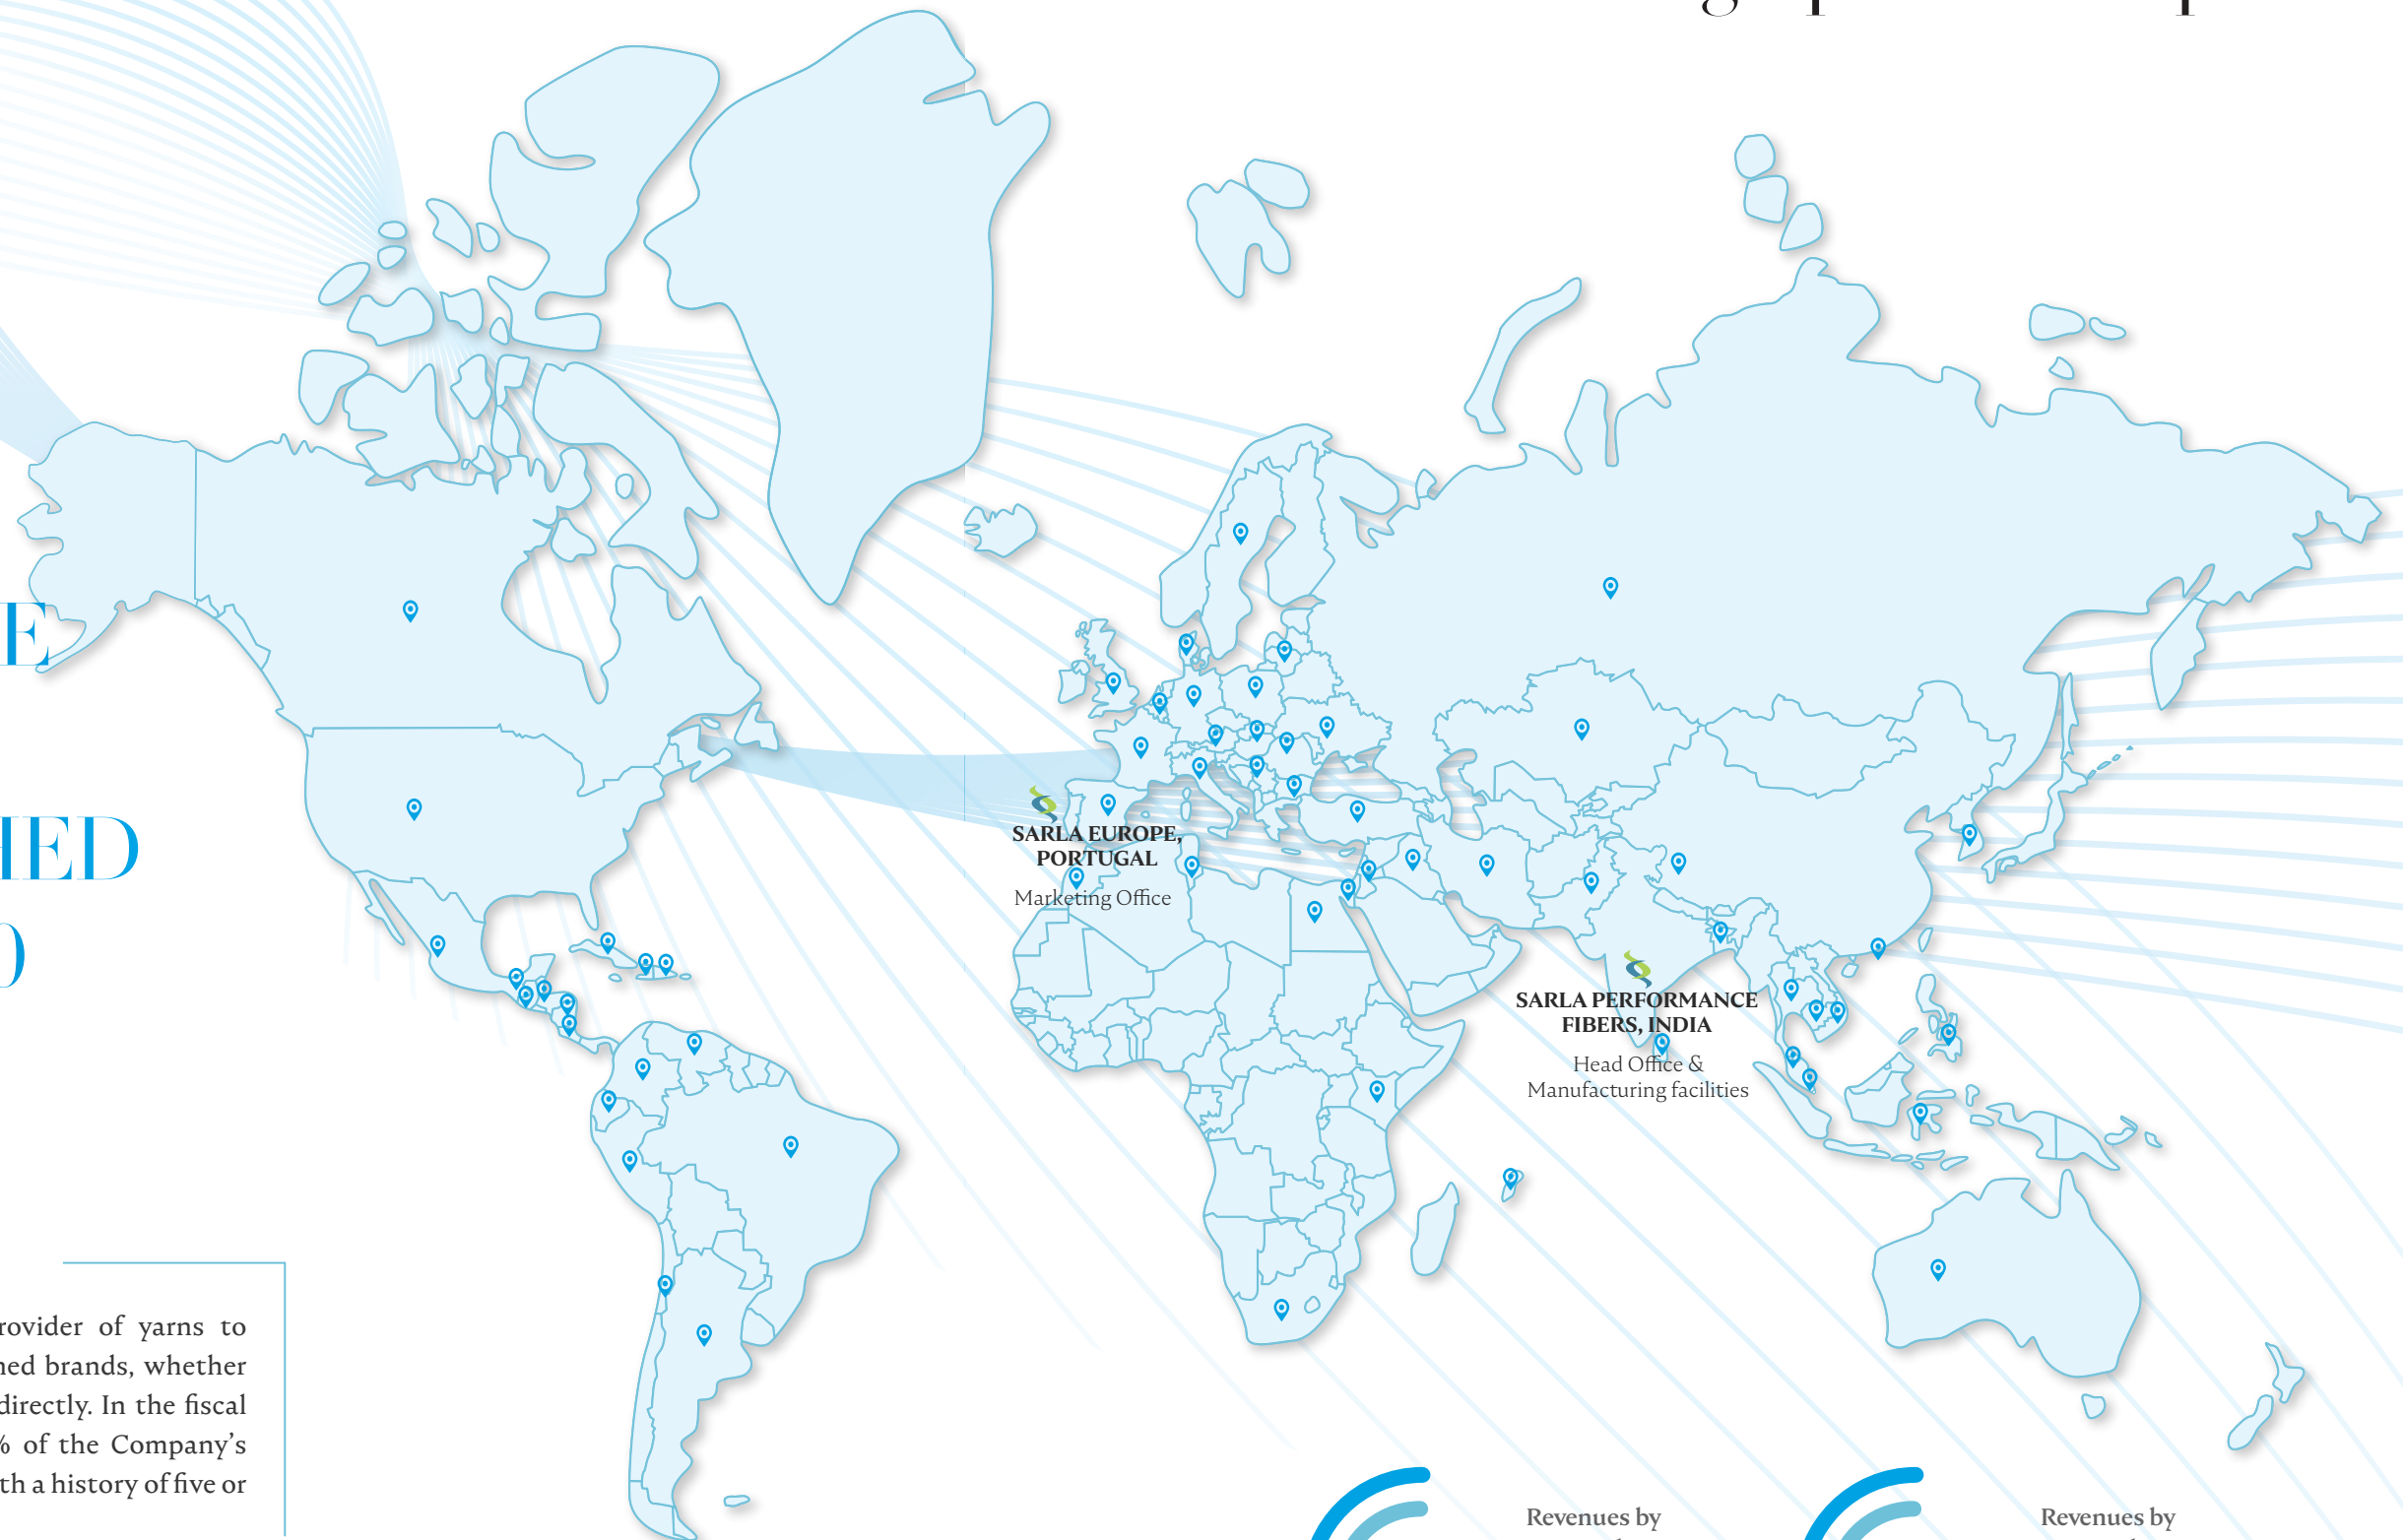 E
HED
SARLA EUROPE,
PORTUGAL
Marketing Office
SARLA PERFORMANCE
FIBERS, INDIA
Head Office &
Manufacturing facilities
rovider of yarns to
ned brands, whether
directly. In the fiscal
% of the Company's
th a history of five or
Revenues by
Revenues by